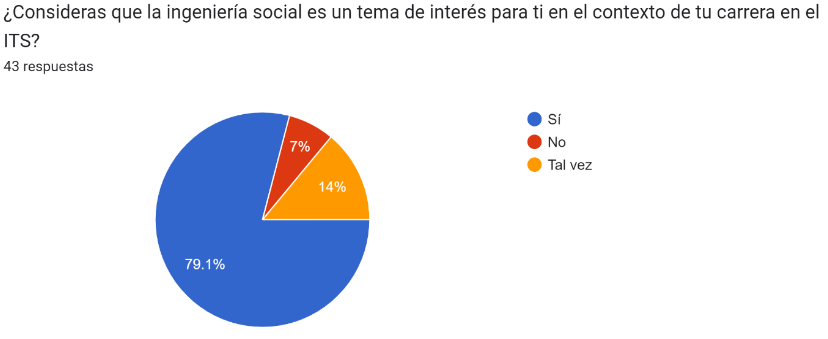 ¿Consideras que la ingeniería social es un tema de interés para ti en el contexto de tu carrera en el
ITS?
43 respuestas
Sí
No
Tal vez
7%
14%
79.1%